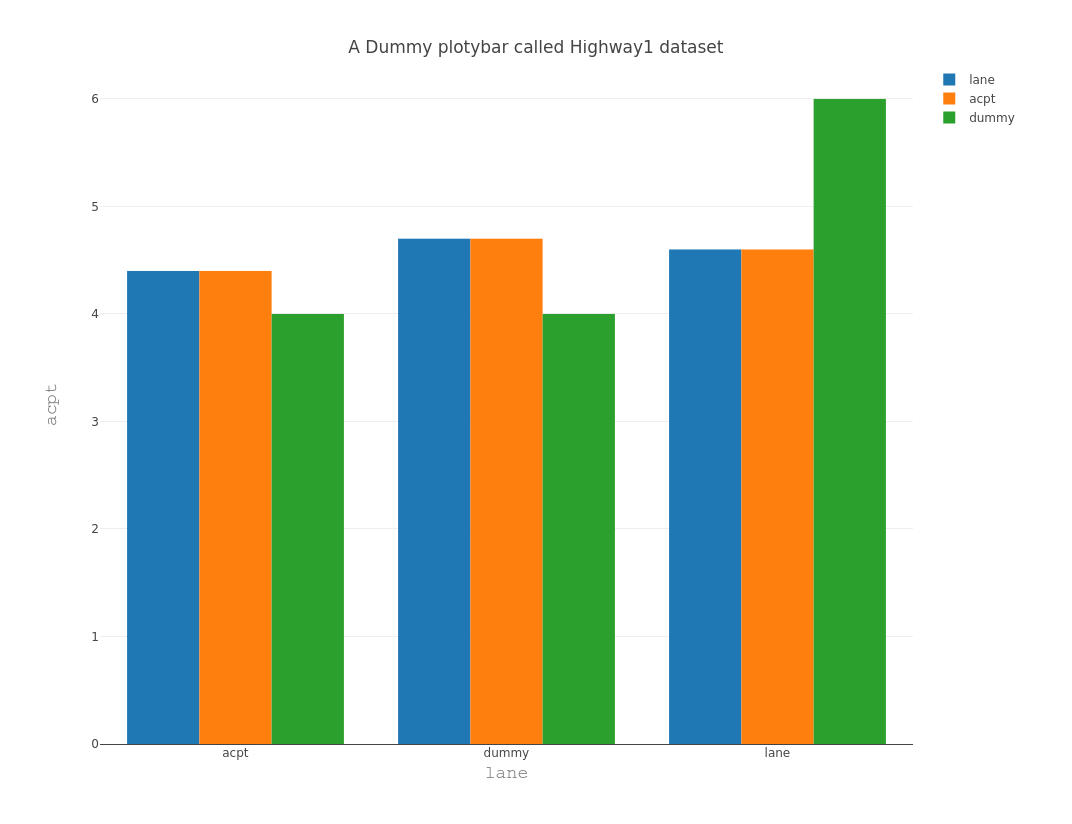 A Dummy plotybar called Highway1 dataset
lane
acpt
dummy
6
5
4
3
2
1
0
acpt
acpt
dummy
lane
lane